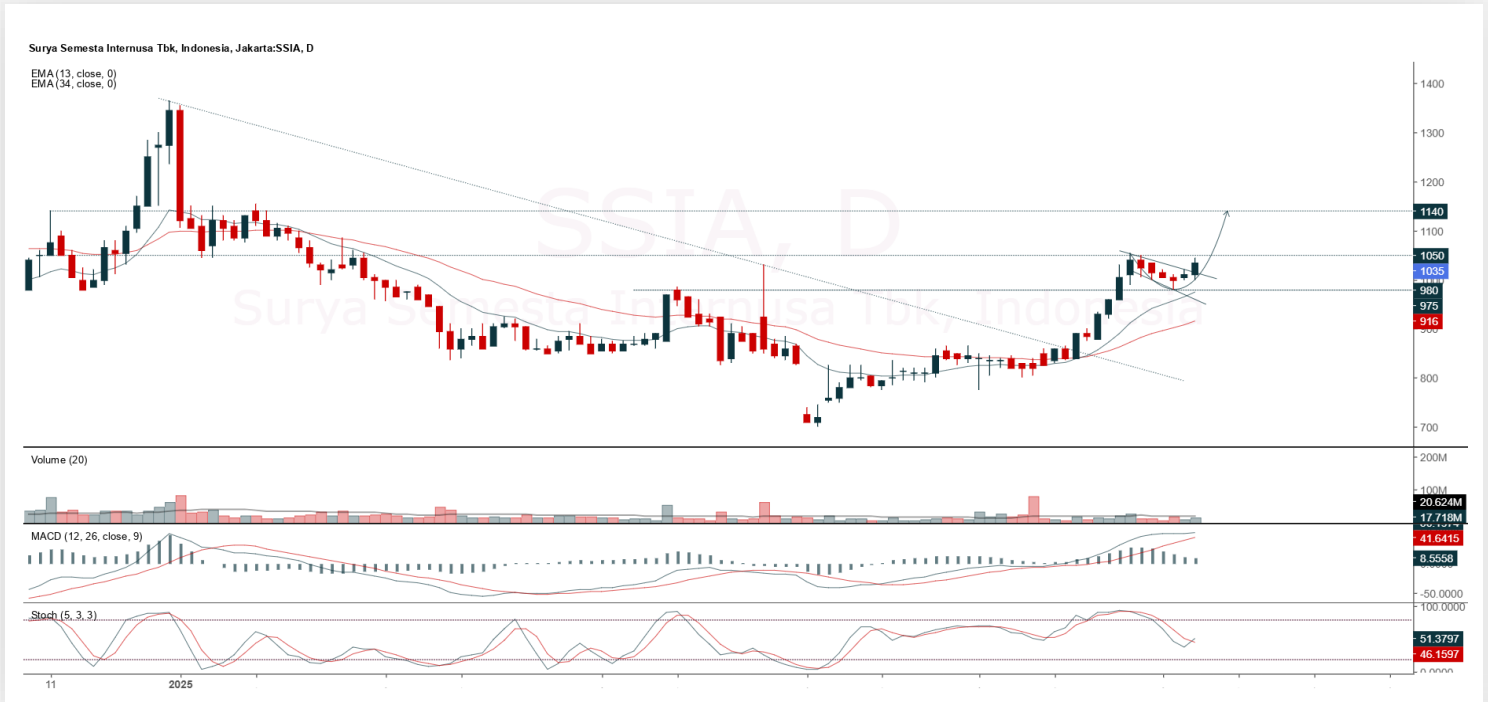 Surya Semesta Internusa Tbk, Indonesia, Jakarta:SSIA, D
EMA (13, close, 0)
EMA (34, close, 0)
SSIA, D
Surya Semesta Internusa Tbk, Indonesia
1400
1300
1200
1140
1100
1050
1035
980
975
916
900
800
700
Volume (20)
200M
100M
20.624M
17.718M
MACD (12, 26, close, 9)
41.6415
8.5558
-50.0000
Stoch (5, 3, 3)
100.0000
51.3797
46.1597
0.0000
11
2025